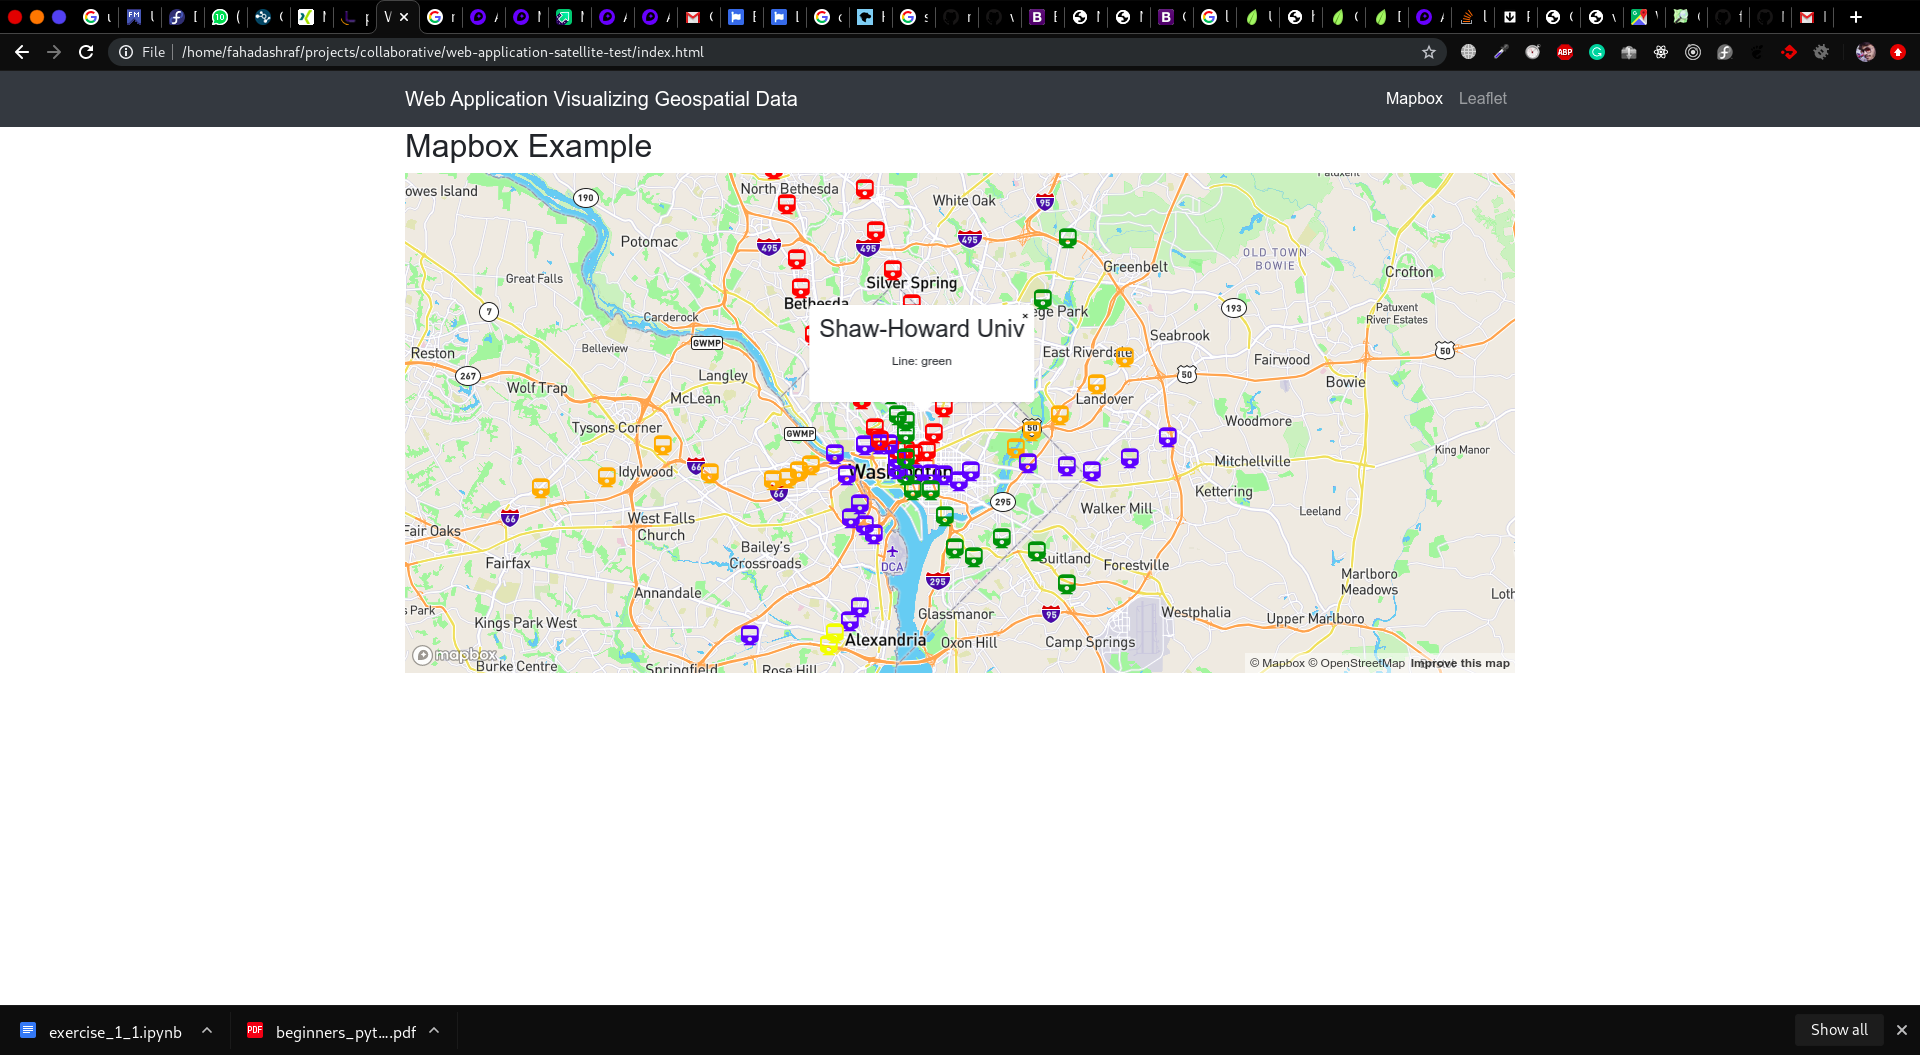 File
/home/fahadashraf/projects/collaborative/web-application-satellite-test/index.html
ABP
Web Application Visualizing Geospatial Data
Mapbox Leaflet
Mapbox Example
owes Island
190
North Bethesda
White Oak
95
Potomac
495
495
495
OLD TOWN
BOWIE
Great Falls
Greenbelt
Crofton
Silver Spring
Bethesda
7
Carderock
ege Park
193
Patuxent
River Estates
Shaw-Howard Univ
×
Line: green
Belleview
GWMP
Seabrook
Reston
East Riverdale
Fairwood
50
267
Wolf Trap
Langley
50
Bowie
McLean
Landover
Tysons Corner
GWMP
50
Woodmore
King Manor
Idylwood
66
Washington
Mitchellville
66
295
Kettering
66
West Falls
Church
Walker Mill
Leeland
Fair Oaks
Bailey's
Crossroads
DCA
Suitland
Forestville
Fairfax
295
Marlboro
Meadows
Annandale
Glassmanor
95
Westphalia
Loth
s Park
Kings Park West
Upper Marlboro
Alexandria
Oxon Hill
Camp Springs
mapbox
Burke Centre
Springfield
Rose Hill
© Mapbox © OpenStreetMap Improve this map
exercise_1_1.ipynb
PDF
beginners_pyt....pdf
Show all